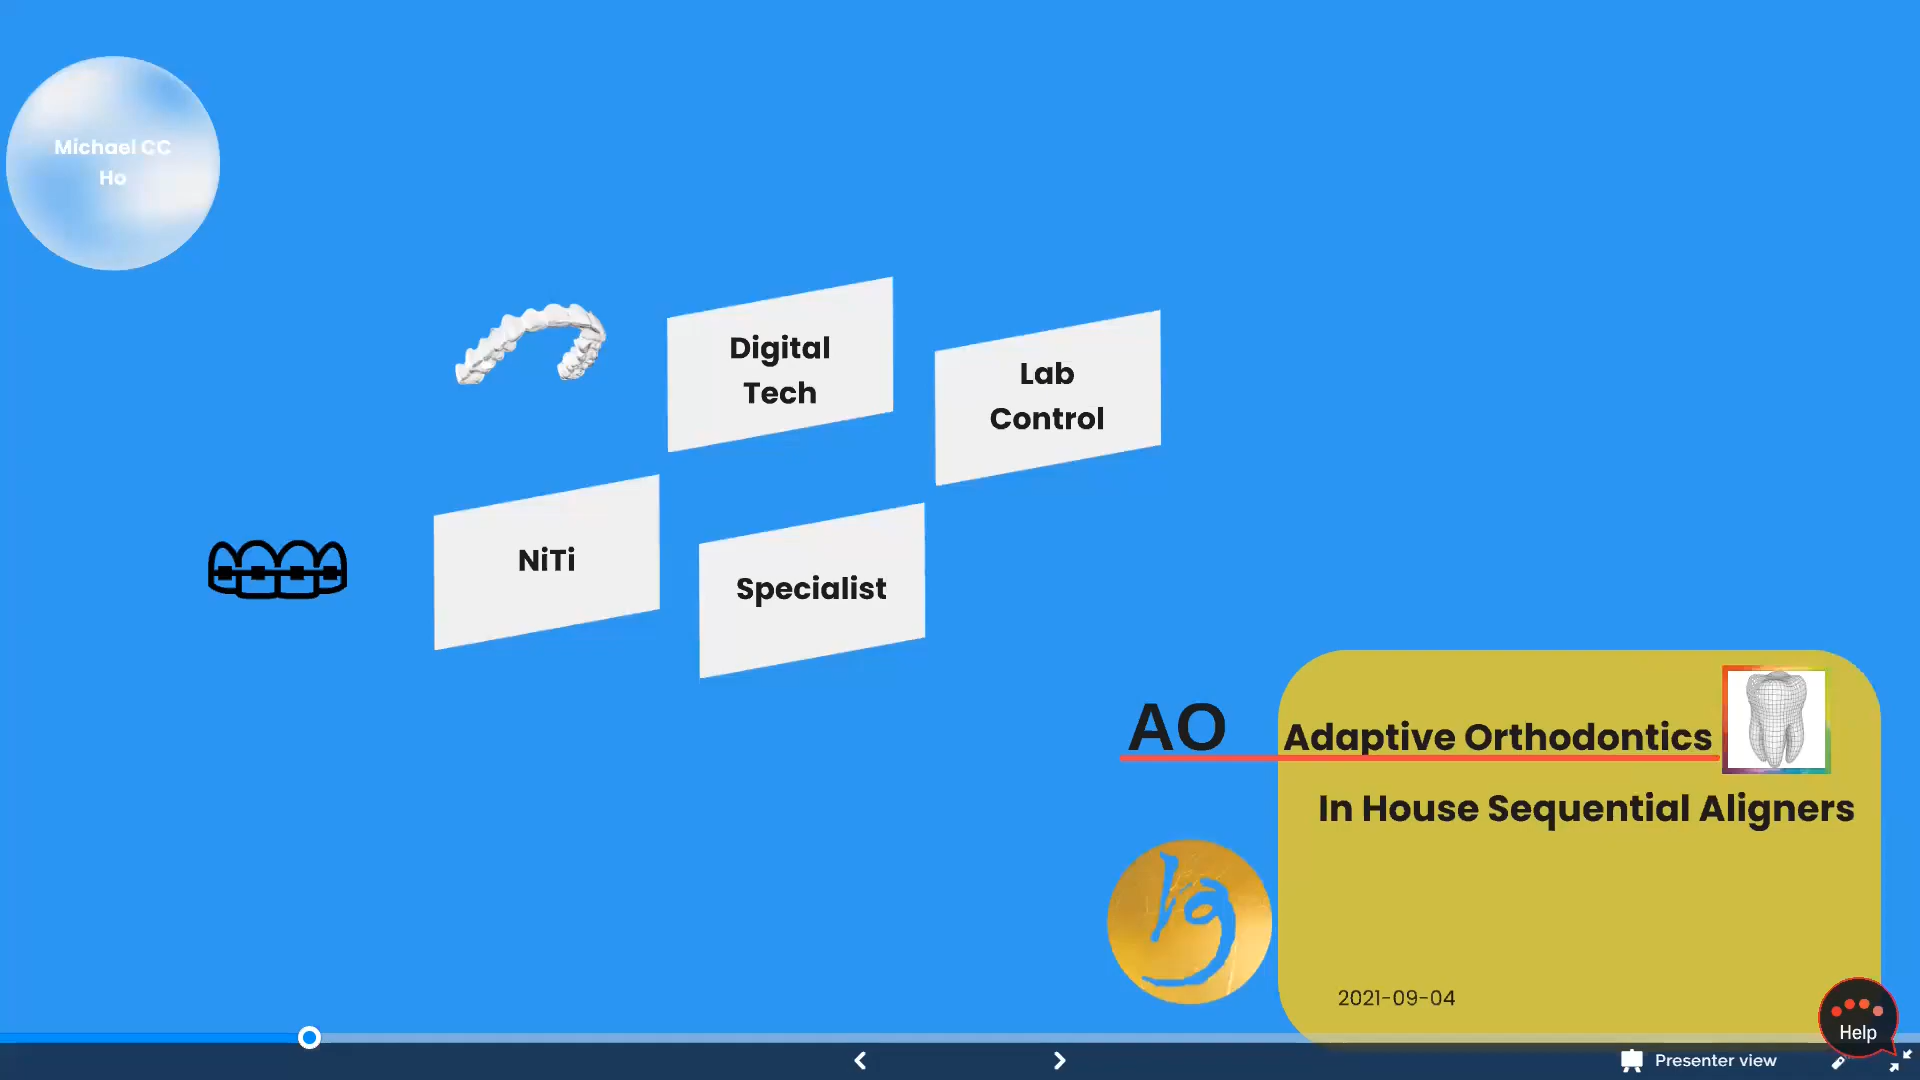 Michael CC
Ho
Digital
Tech
Lab
Control
NiTi
Specialist
AO
Adaptive Orthodontics
In House Sequential Aligners
2021-09-04
Help
Presenter view